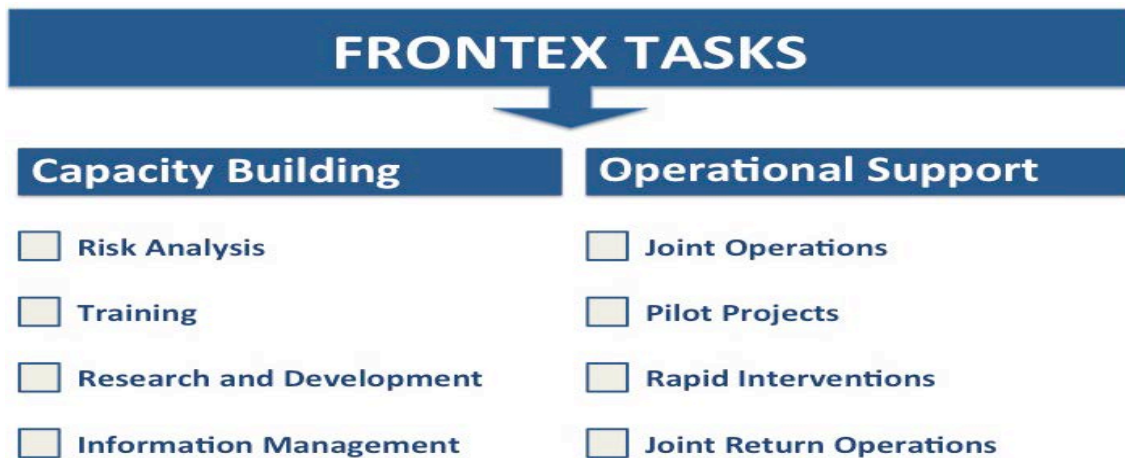 FRONTEX TASKS
Capacity Building
Risk Analysis
Training
Research and Development
Information Management
Operational Support
Joint Operations
Pilot Projects
Rapid Interventions
Joint Return Operations